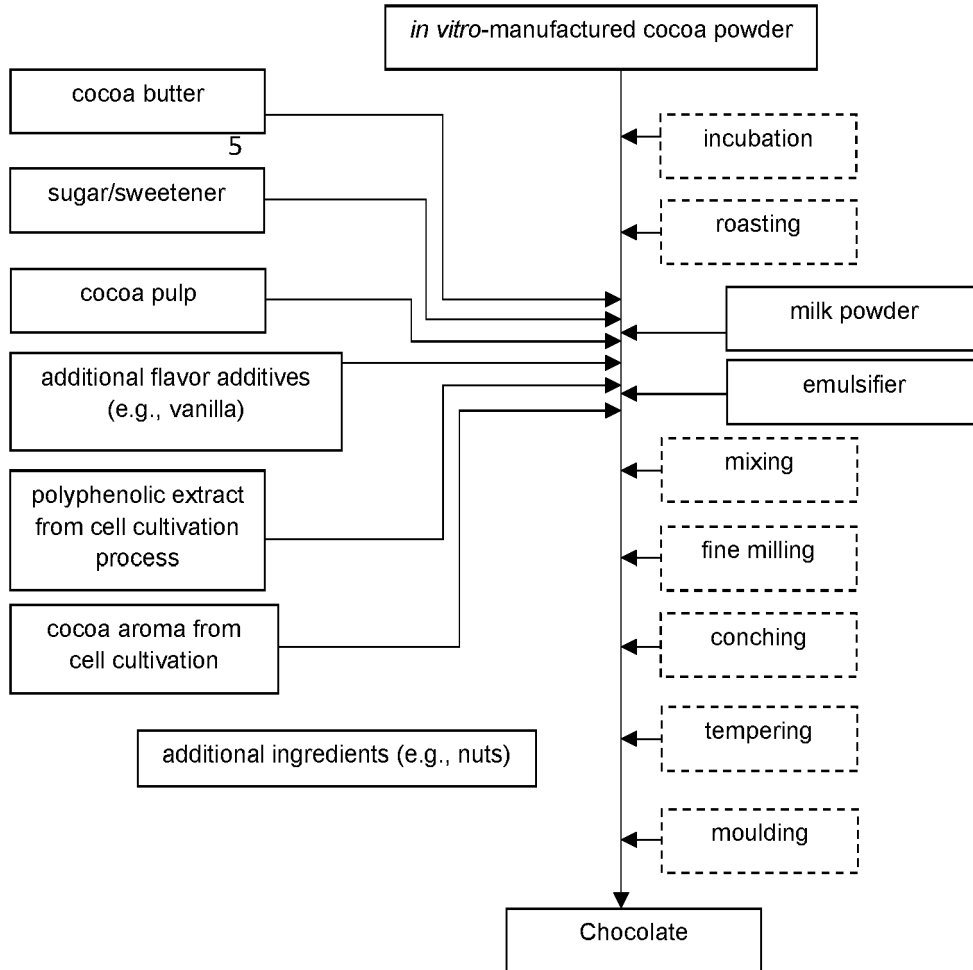 in vitro-manufactured cocoa powder
cocoa butter
5
incubation
sugar/sweetener
roasting
cocoa pulp
milk powder
additional flavor additives
(e.g., vanilla)
emulsifier
mixing
polyphenolic extract
from cell cultivation
process
fine milling
cocoa aroma from
cell cultivation
conching
additional ingredients (e.g., nuts)
tempering
moulding
Chocolate